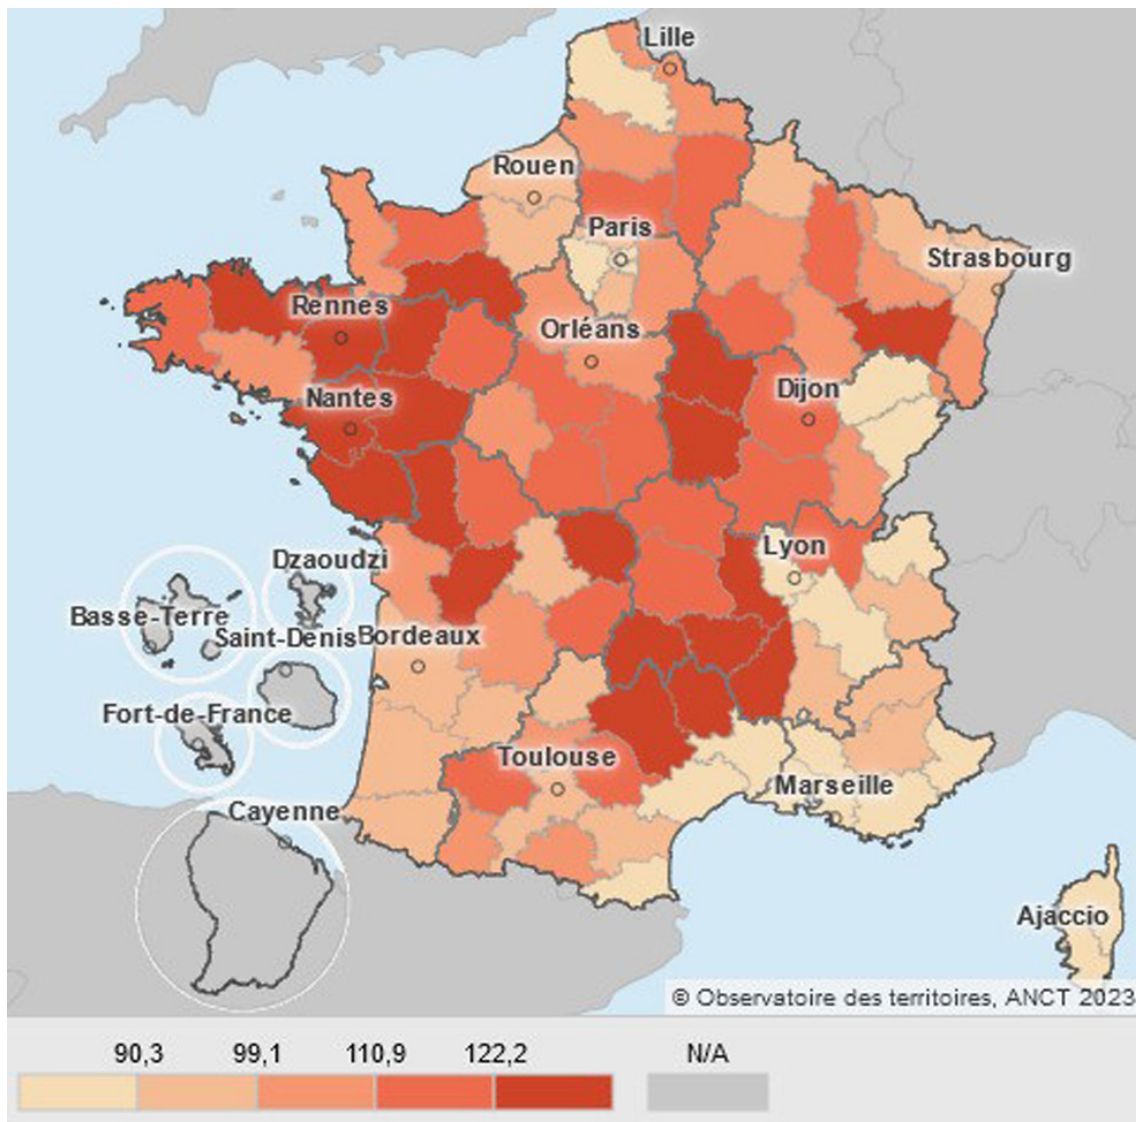 Lille
Rouen
Paris
Strasbourg
Rennes
Orléans
Nantes
Dijon
Lyon
Dzaoudzi
Basse-Terre
Saint-Denis
Bordeaux
Fort-de-France
Toulouse
Marseille
Cayenne
Ajaccio
© Observatoire des territoires, ANCT 2023
90,3 99,1 110,9 122,2 N/A